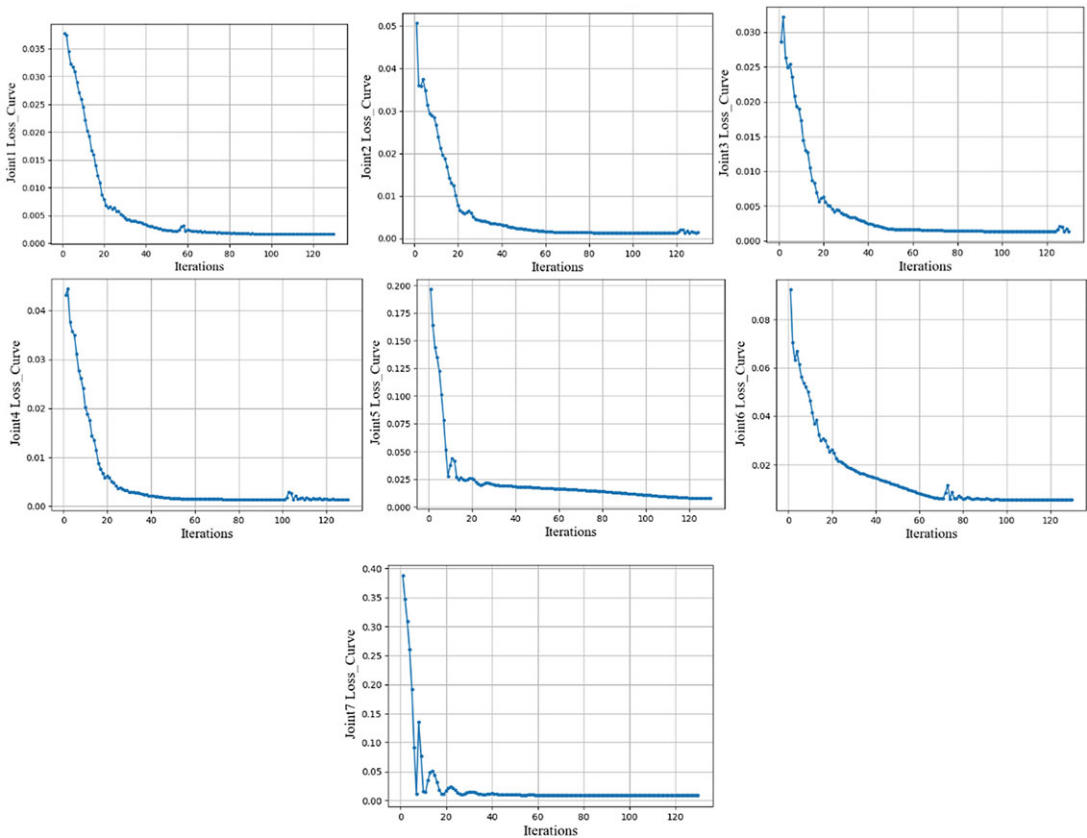 Joint1 Loss_Curve
0.035
0.030
0.025
0.020
0.015
0.010
0.005
0.000
0 20 40 60 80 100 120
Iterations
Joint2 Loss_Curve
0.05
0.04
0.03
0.02
0.01
0.00
0 20 40 60 80 100 120
Iterations
Joint3 Loss_Curve
0.030
0.025
0.020
0.015
0.010
0.005
0.000
0 20 40 60 80 100 120
Iterations
Joint4 Loss_Curve
0.04
0.03
0.02
0.01
0.00
0 20 40 60 80 100 120
Iterations
Joint5 Loss_Curve
0.200
0.175
0.150
0.125
0.100
0.075
0.050
0.025
0.000
0 20 40 60 80 100 120
Iterations
Joint6 Loss_Curve
0.08
0.06
0.04
0.02
0 20 40 60 80 100 120
Iterations
Joint7 Loss_Curve
0.40
0.35
0.30
0.25
0.20
0.15
0.10
0.05
0.00
0 20 40 60 80 100 120
Iterations